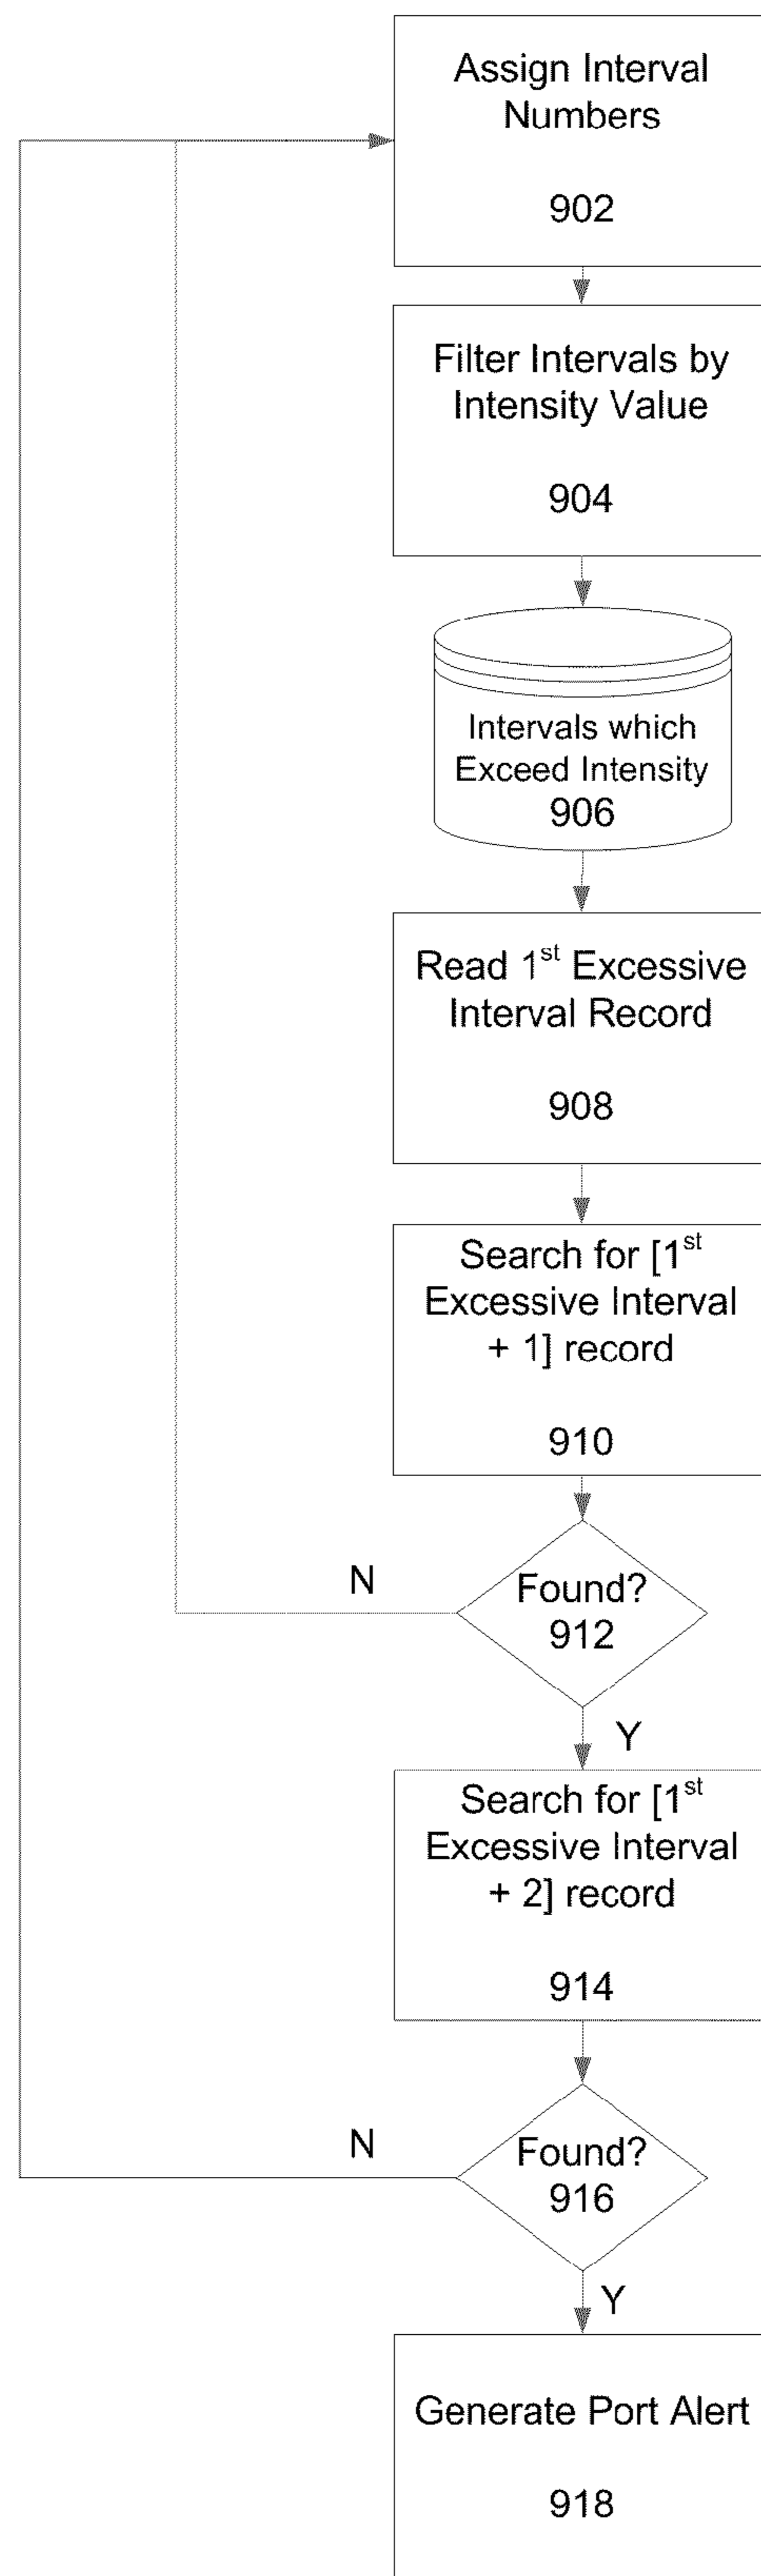 Assign Interval
Numbers
902
Filter Intervals by
Intensity Value
904
Intervals which
Exceed Intensity
906
Read 1st Excessive
Interval Record
908
Search for [1st
Excessive Interval
+ 1] record
910
N
Found?
912
Y
Search for [1st
Excessive Interval
+ 2] record
914
N
Found?
916
Y
Generate Port Alert
918